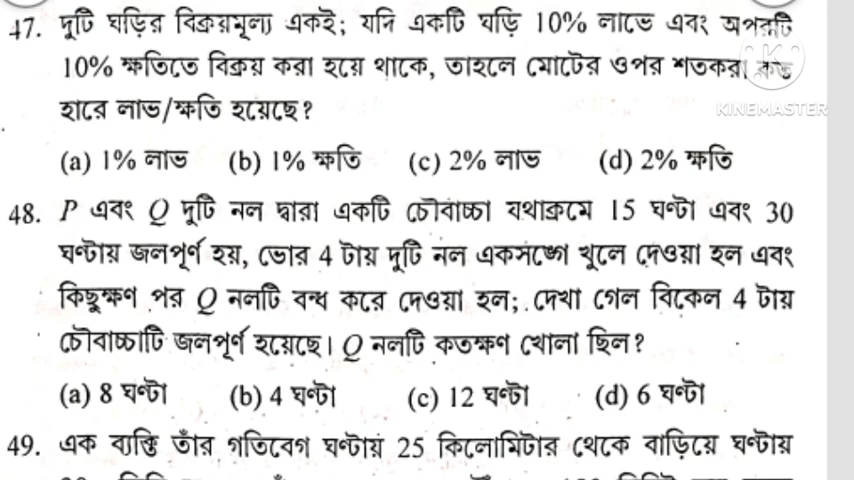 47. দুটি ঘড়ির বিক্রয়মূল্য একই; যদি একটি ঘড়ি 10% লাভে এবং অপরটি
10% ক্ষতিতে বিক্রয় করা হয়ে থাকে, তাহলে মোটের ওপর শতকরা কত
KINEMASTER
হারে লাভ/ক্ষতি হয়েছে?
(a) 1% লাভ (b) 1% ক্ষতি (c) 2% লাভ (d) 2% ক্ষতি
48. P এবং Q দুটি নল দ্বারা একটি চৌবাচ্চা যথাক্রমে 15 ঘণ্টা এবং 30
ঘণ্টায় জলপূর্ণ হয়, ভোর 4 টায় দুটি নল একসঙ্গে খুলে দেওয়া হল এবং
কিছুক্ষণ পর Q নলটি বন্ধ করে দেওয়া হল; দেখা গেল বিকেল 4 টায়
চৌবাচ্চাটি জলপূর্ণ হয়েছে। Q নলটি কতক্ষণ খোলা ছিল?
(a) 8 ঘণ্টা (b) 4 ঘণ্টা (c) 12 ঘণ্টা (d) 6 ঘণ্টা
49. এক ব্যক্তি তাঁর গতিবেগ ঘণ্টায় 25 কিলোমিটার থেকে বাড়িয়ে ঘণ্টায়